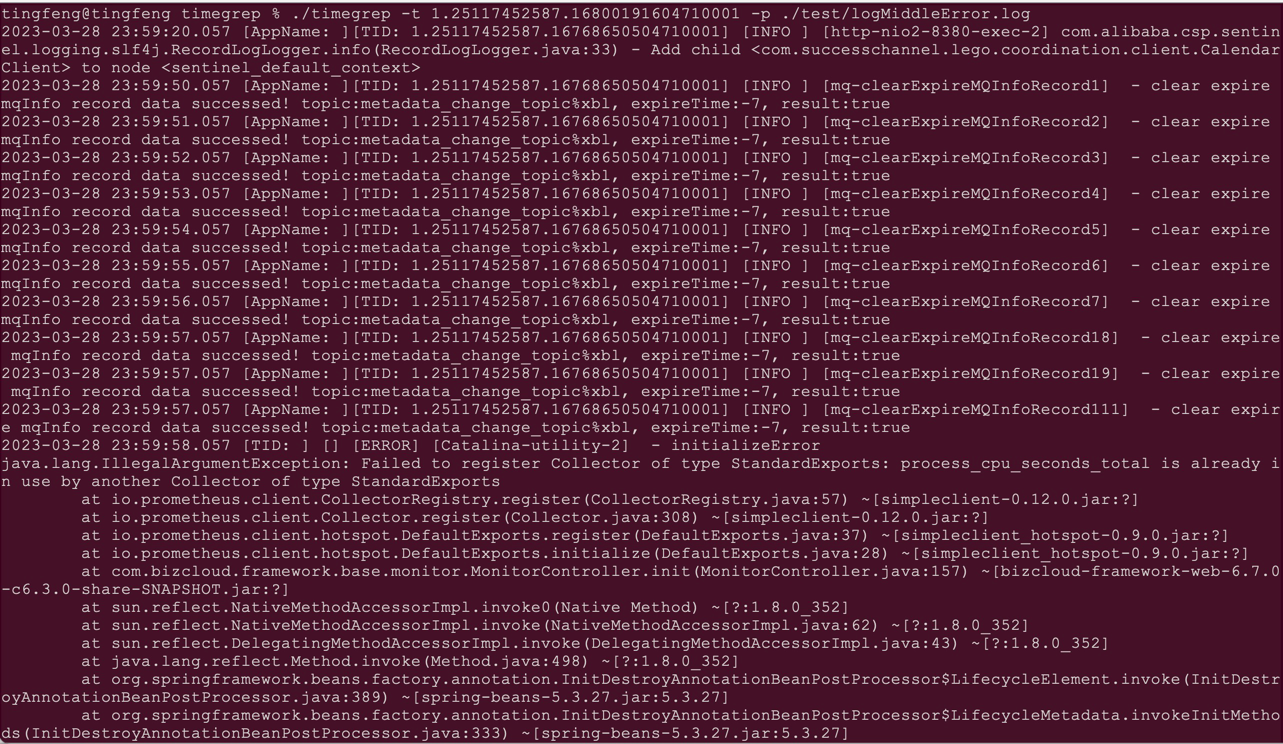 tingfeng@tingfeng timegrep % ./timegrep -t 1.25117452587.16800191604710001 -p ./test/logMiddleError.log
2023-03-28 23:59:20.057 [AppName: ][TID: 1.25117452587.16768650504710001] [INFO ] [http-nio2-8380-exec-2] com.alibaba.csp.senti
el.logging.slf4j.RecordLogLogger.info(RecordLogLogger.java:33) - Add child <com.successchannel.lego.coordination.client.Calendar
Client> to node <sentinel_default_context>
2023-03-28 23:59:50.057 [AppName: ][TID: 1.25117452587.16768650504710001] [INFO ] [mq-clearExpireMQInfoRecord1]  - clear expire
mqInfo record data successed! topic:metadata_change_topic%xbl, expireTime:-7, result:true
2023-03-28 23:59:51.057 [AppName: ][TID: 1.25117452587.16768650504710001] [INFO ] [mq-clearExpireMQInfoRecord2]  - clear expire
mqInfo record data successed! topic:metadata_change_topic%xbl, expireTime:-7, result:true
2023-03-28 23:59:52.057 [AppName: ][TID: 1.25117452587.16768650504710001] [INFO ] [mq-clearExpireMQInfoRecord3]  - clear expire
mqInfo record data successed! topic:metadata_change_topic%xbl, expireTime:-7, result:true
2023-03-28 23:59:53.057 [AppName: ][TID: 1.25117452587.16768650504710001] [INFO ] [mq-clearExpireMQInfoRecord4]  - clear expire
mqInfo record data successed! topic:metadata_change_topic%xbl, expireTime:-7, result:true
2023-03-28 23:59:54.057 [AppName: ][TID: 1.25117452587.16768650504710001] [INFO ] [mq-clearExpireMQInfoRecord5]  - clear expire
mqInfo record data successed! topic:metadata_change_topic%xbl, expireTime:-7, result:true
2023-03-28 23:59:55.057 [AppName: ][TID: 1.25117452587.16768650504710001] [INFO ] [mq-clearExpireMQInfoRecord6]  - clear expire
mqInfo record data successed! topic:metadata_change_topic%xbl, expireTime:-7, result:true
2023-03-28 23:59:56.057 [AppName: ][TID: 1.25117452587.16768650504710001] [INFO ] [mq-clearExpireMQInfoRecord7]  - clear expire
mqInfo record data successed! topic:metadata_change_topic%xbl, expireTime:-7, result:true
2023-03-28 23:59:57.057 [AppName: ][TID: 1.25117452587.16768650504710001] [INFO ] [mq-clearExpireMQInfoRecord18]  - clear expire
 mqInfo record data successed! topic:metadata_change_topic%xbl, expireTime:-7, result:true
2023-03-28 23:59:57.057 [AppName: ][TID: 1.25117452587.16768650504710001] [INFO ] [mq-clearExpireMQInfoRecord19]  - clear expire
 mqInfo record data successed! topic:metadata_change_topic%xbl, expireTime:-7, result:true
2023-03-28 23:59:57.057 [AppName: ][TID: 1.25117452587.16768650504710001] [INFO ] [mq-clearExpireMQInfoRecord111]  - clear expir
e mqInfo record data successed! topic:metadata_change_topic%xbl, expireTime:-7, result:true
2023-03-28 23:59:58.057 [TID: ] [] [ERROR] [Catalina-utility-2]  - initializeError
java.lang.IllegalArgumentException: Failed to register Collector of type StandardExports: process_cpu_seconds_total is already i
n use by another Collector of type StandardExports
        at io.prometheus.client.CollectorRegistry.register(CollectorRegistry.java:57) ~[simpleclient-0.12.0.jar:?]
        at io.prometheus.client.Collector.register(Collector.java:308) ~[simpleclient-0.12.0.jar:?]
        at io.prometheus.client.hotspot.DefaultExports.register(DefaultExports.java:37) ~[simpleclient_hotspot-0.9.0.jar:?]
        at io.prometheus.client.hotspot.DefaultExports.initialize(DefaultExports.java:28) ~[simpleclient_hotspot-0.9.0.jar:?]
        at com.bizcloud.framework.base.monitor.MonitorController.init(MonitorController.java:157) ~[bizcloud-framework-web-6.7.0
-c6.3.0-share-SNAPSHOT.jar:?]
        at sun.reflect.NativeMethodAccessorImpl.invoke0(Native Method) ~[?:1.8.0_352]
        at sun.reflect.NativeMethodAccessorImpl.invoke(NativeMethodAccessorImpl.java:62) ~[?:1.8.0_352]
        at sun.reflect.DelegatingMethodAccessorImpl.invoke(DelegatingMethodAccessorImpl.java:43) ~[?:1.8.0_352]
        at java.lang.reflect.Method.invoke(Method.java:498) ~[?:1.8.0_352]
        at org.springframework.beans.factory.annotation.InitDestroyAnnotationBeanPostProcessor$LifecycleElement.invoke(InitDestr
oyAnnotationBeanPostProcessor.java:389) ~[spring-beans-5.3.27.jar:5.3.27]
        at org.springframework.beans.factory.annotation.InitDestroyAnnotationBeanPostProcessor$LifecycleMetadata.invokeInitMetho
ds(InitDestroyAnnotationBeanPostProcessor.java:333) ~[spring-beans-5.3.27.jar:5.3.27]